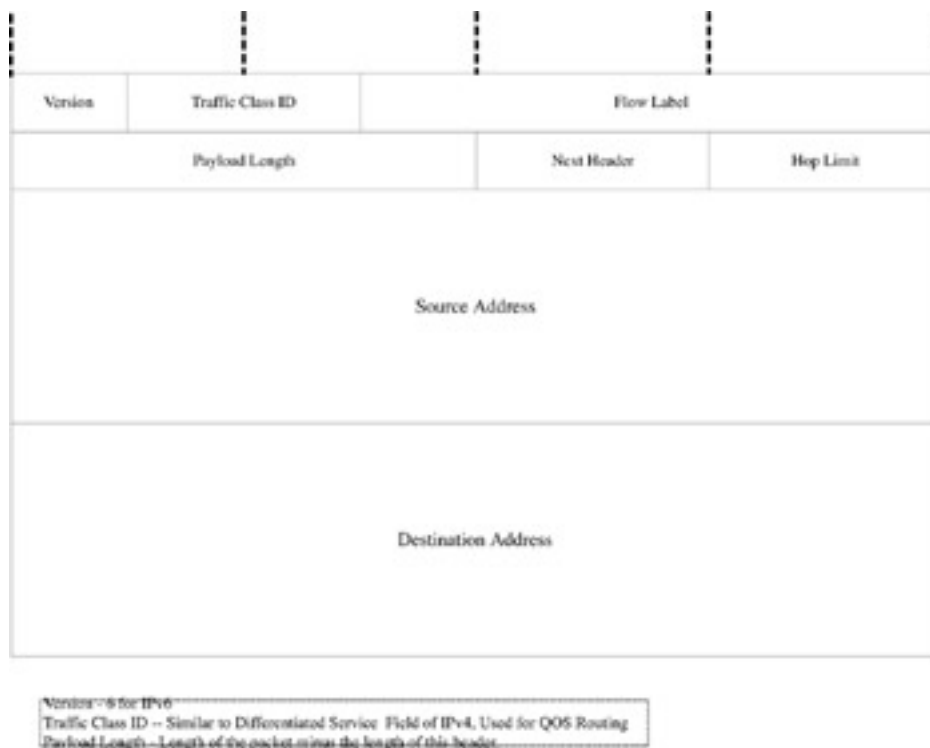 Version Traffic Class ID Flow Label
Payload Length Next Header Hop Limit
Source Address
Destination Address
Version - 6 for IPv6
Traffic Class ID -- Similar to Differentiated Service Field of IPv4, Used for QOS Routing
Payload Length - Length of the packet minus the length of this header.